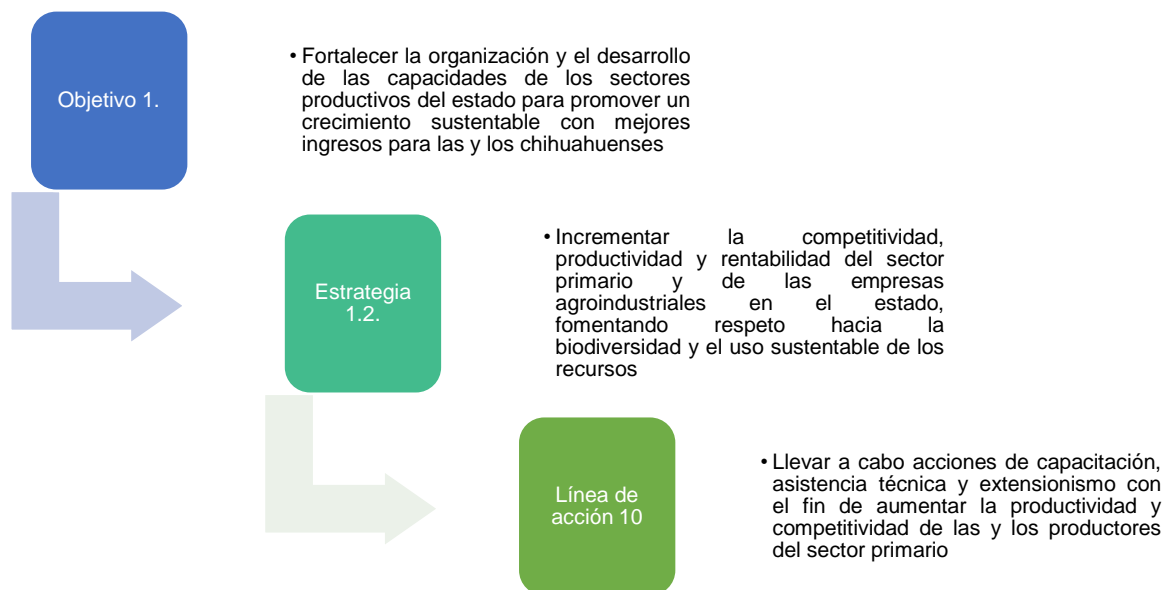 Objetivo 1.
• Fortalecer la organización y el desarrollo
de las capacidades de los sectores
productivos del estado para promover un
crecimiento sustentable con mejores
ingresos para las y los chihuahuenses
Estrategia
1.2.
• Incrementar la competitividad,
productividad y rentabilidad del sector
primario y de las empresas
agroindustriales en el estado,
fomentando respeto hacia la
biodiversidad y el uso sustentable de los
recursos
Línea de
acción 10
• Llevar a cabo acciones de capacitación,
asistencia técnica y extensionismo con
el fin de aumentar la productividad y
competitividad de las y los productores
del sector primario